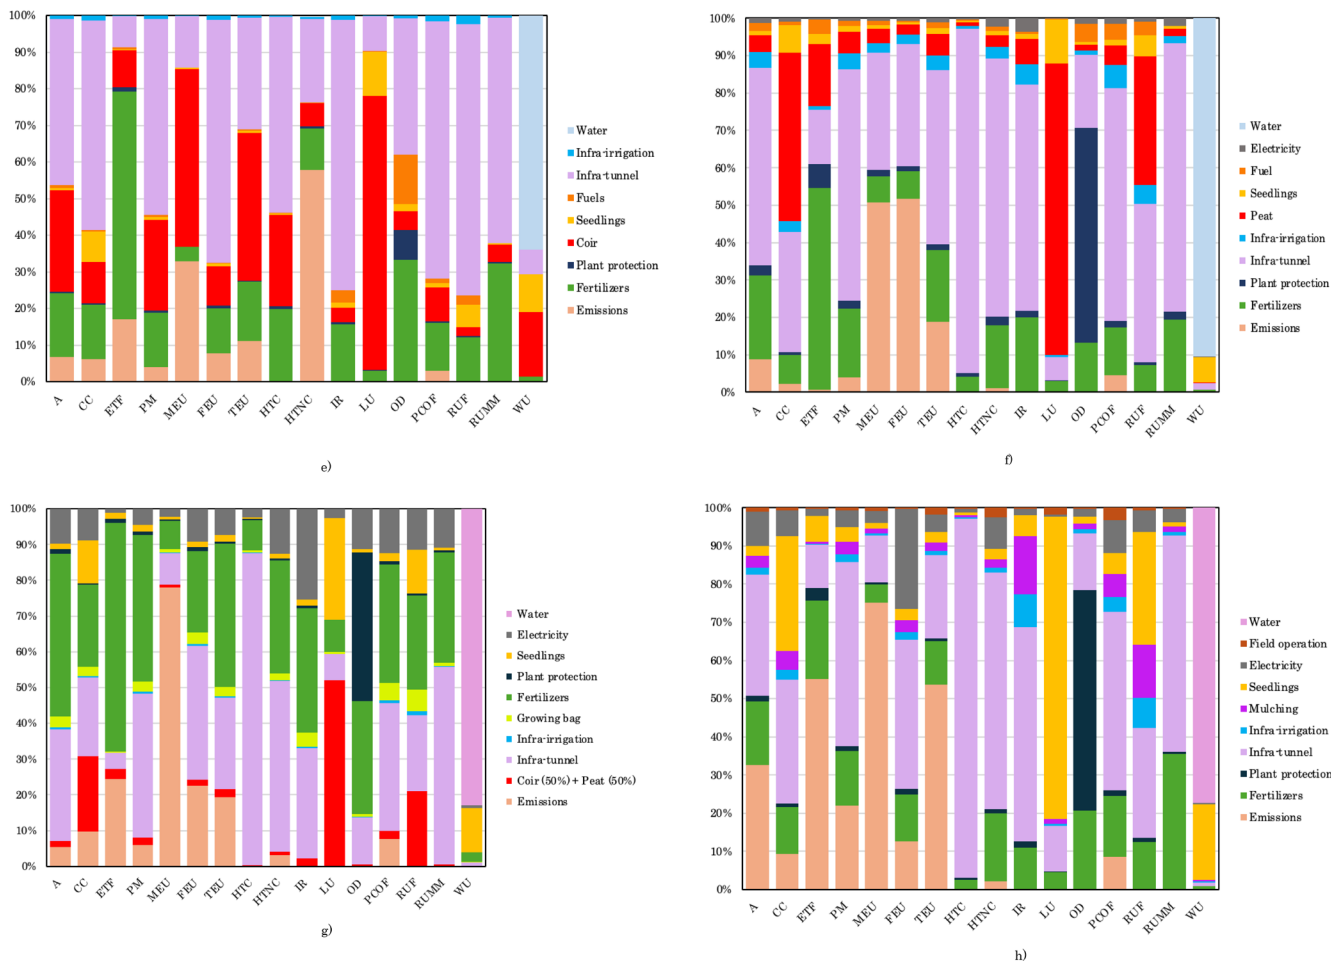 100%
90%
80%
70%
60%
50%
40%
30%
20%
10%
0%
A CC ETF PM MEU FEU TEU HTC HTNC IR LU OD PCOF RUF RUMM WU
Water
Infra-irrigation
Infra-tunnel
Fuels
Seedlings
Coir
Plant protection
Fertilizers
Emissions
e)
100%
90%
80%
70%
60%
50%
40%
30%
20%
10%
0%
A CC ETF PM MEU FEU TEU HTC HTNC IR LU OD PCOF RUF RUMM WU
Water
Electricity
Fuel
Seedlings
Peat
Infra-irrigation
Infra-tunnel
Plant protection
Fertilizers
Emissions
f)
100%
90%
80%
70%
60%
50%
40%
30%
20%
10%
0%
A CC ETF PM MEU FEU TEU HTC HTNC IR LU OD PCOF RUF RUMM WU
Water
Electricity
Seedlings
Plant protection
Fertilizers
Growing bag
Infra-irrigation
Infra-tunnel
Coir (50%) + Peat (50%)
Emissions
g)
100%
90%
80%
70%
60%
50%
40%
30%
20%
10%
0%
A CC ETF PM MEU FEU TEU HTC HTNC IR LU OD PCOF RUF RUMM WU
Water
Field operation
Electricity
Seedlings
Mulching
Infra-irrigation
Infra-tunnel
Plant protection
Fertilizers
Emissions
h)